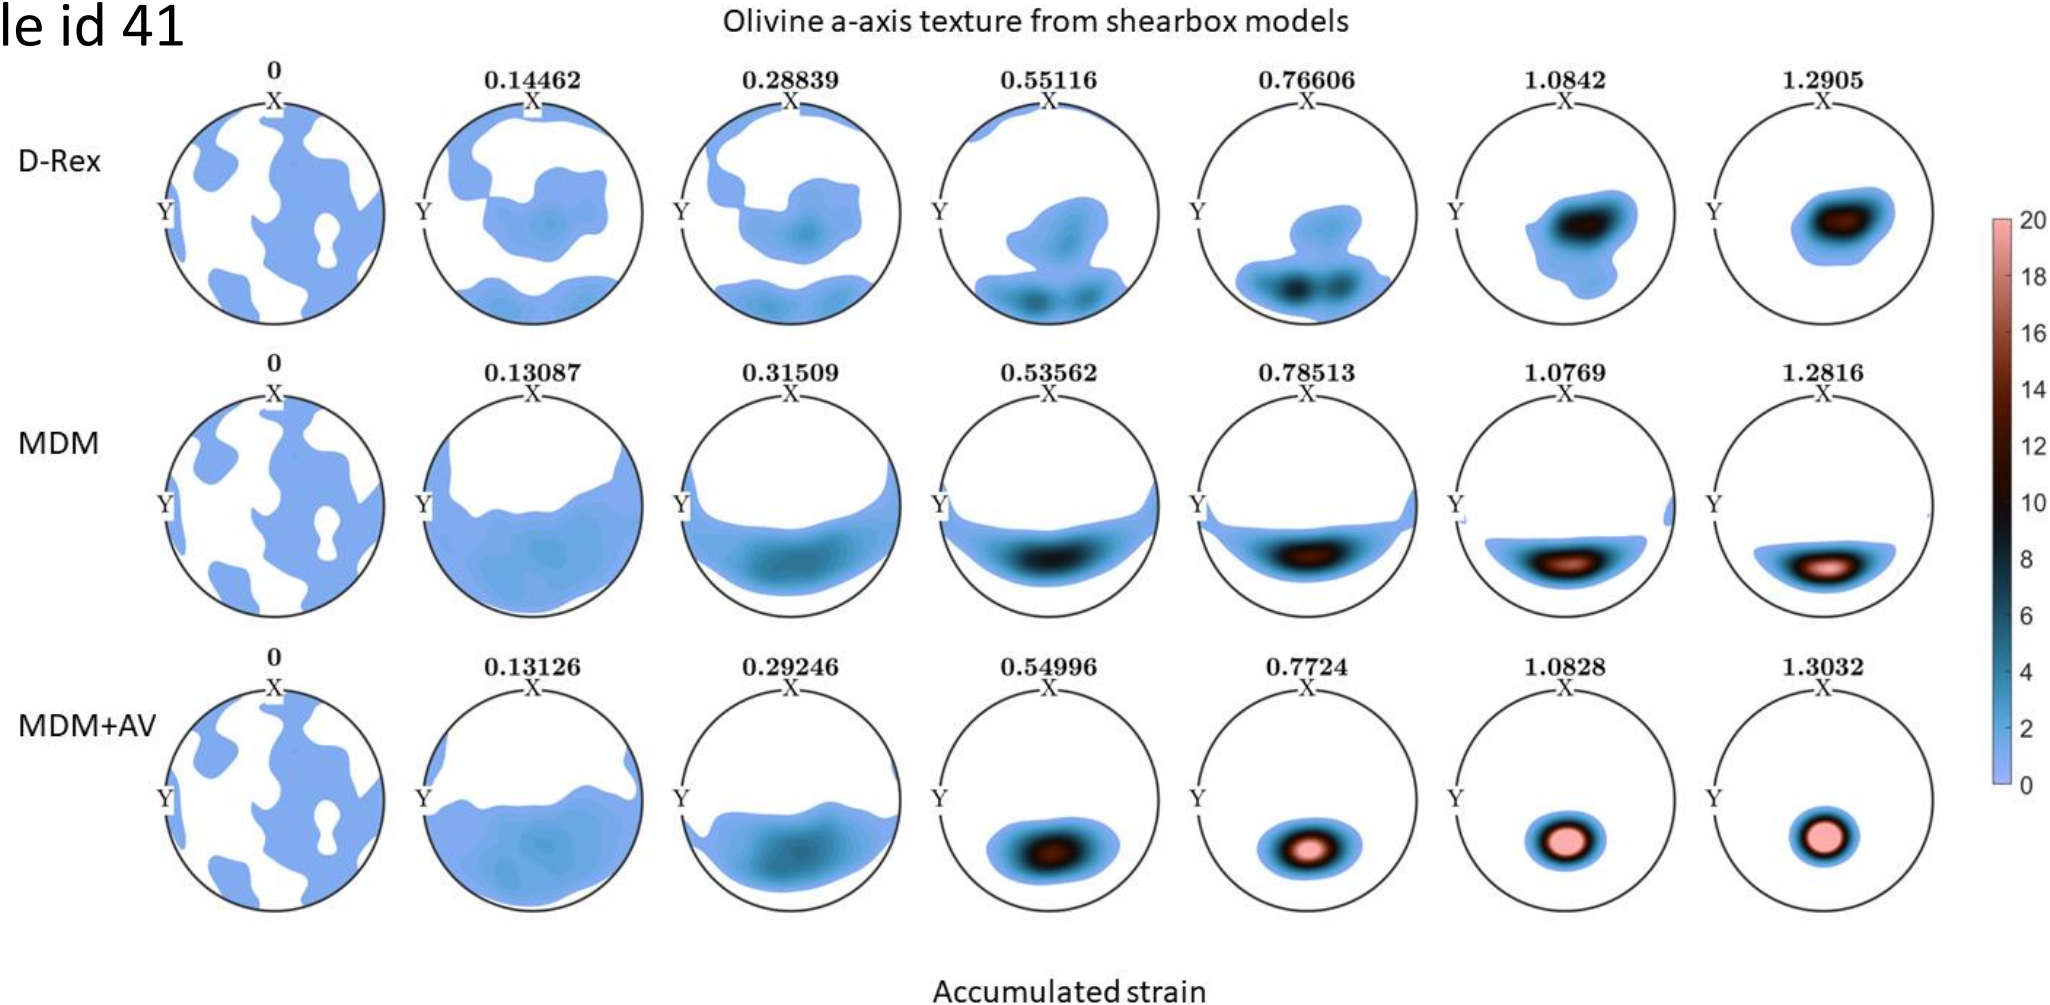 le id 41
Olivine a-axis texture from shearbox models
0 0.14462 0.28839 0.55116 0.76606 1.0842 1.2905
X X X X X X X
D-Rex
Y Y Y Y Y Y Y
0 0.13087 0.31509 0.53562 0.78513 1.0769 1.2816
X X X X X X X
MDM
Y Y Y Y Y Y Y
0 0.13126 0.29246 0.54996 0.7724 1.0828 1.3032
X X X X X X X
MDM+AV
Y Y Y Y Y Y Y
20
18
16
14
12
10
8
6
4
2
0
Accumulated strain